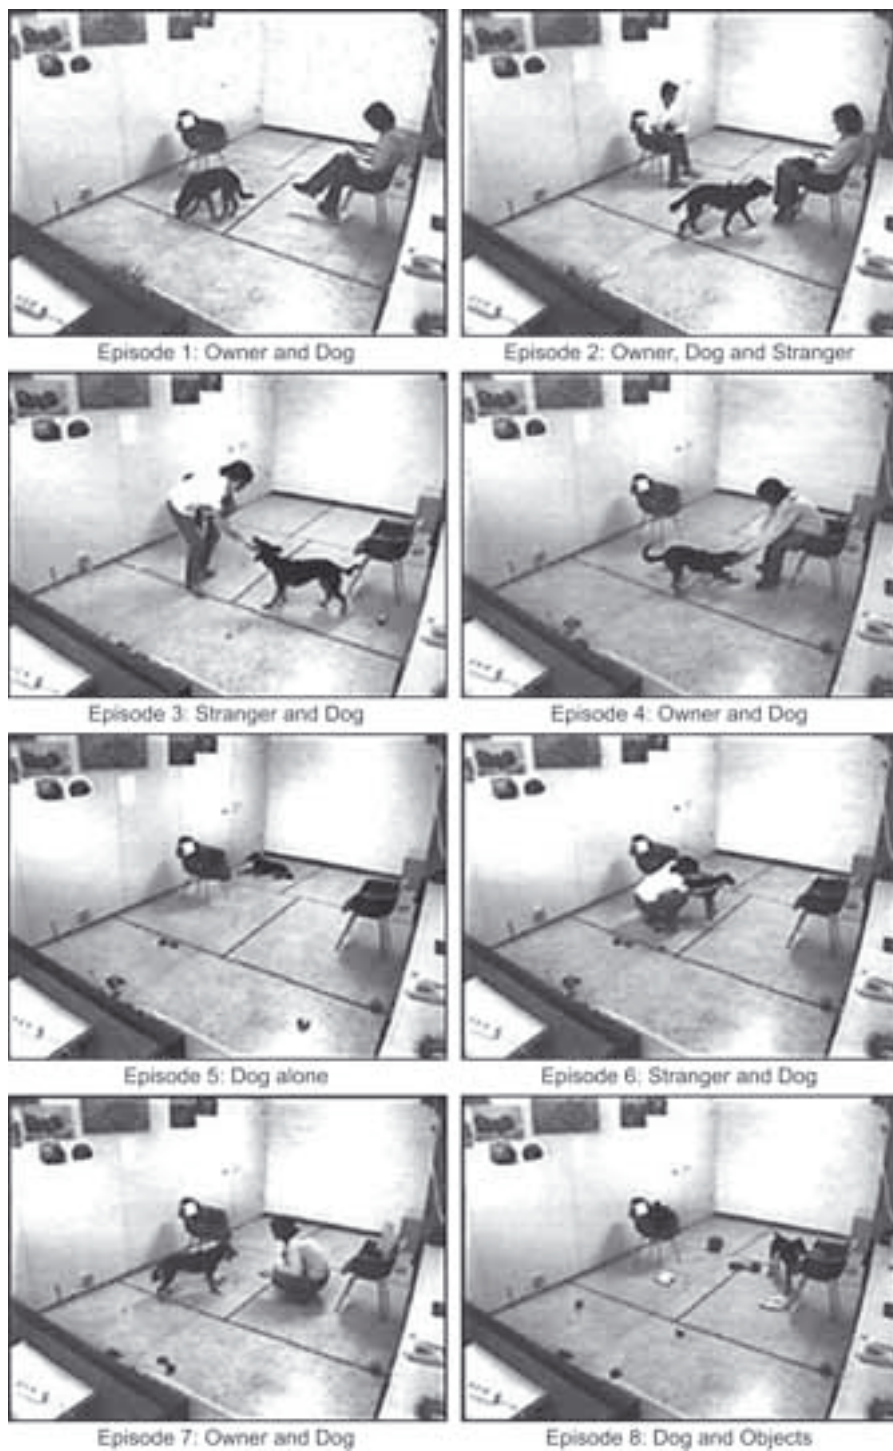 Episode 1: Owner and Dog
Episode 2: Owner, Dog and Stranger
Episode 3: Stranger and Dog
Episode 4: Owner and Dog
Episode 5: Dog alone
Episode 6: Stranger and Dog
Episode 7: Owner and Dog
Episode 8: Dog and Objects